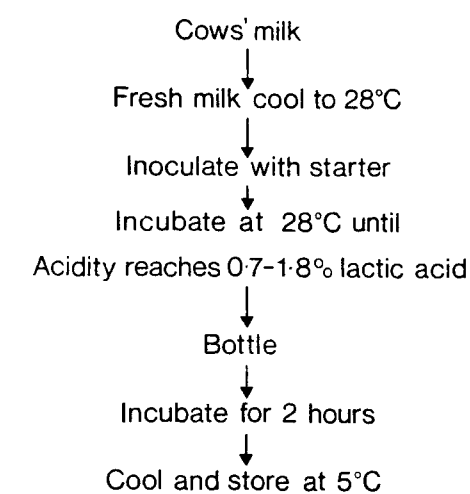 Cows' milk
Fresh milk cool to 28°C
Inoculate with starter
Incubate at 28°C until
Acidity reaches 0·7-1·8% lactic acid
Bottle
Incubate for 2 hours
Cool and store at 5°C